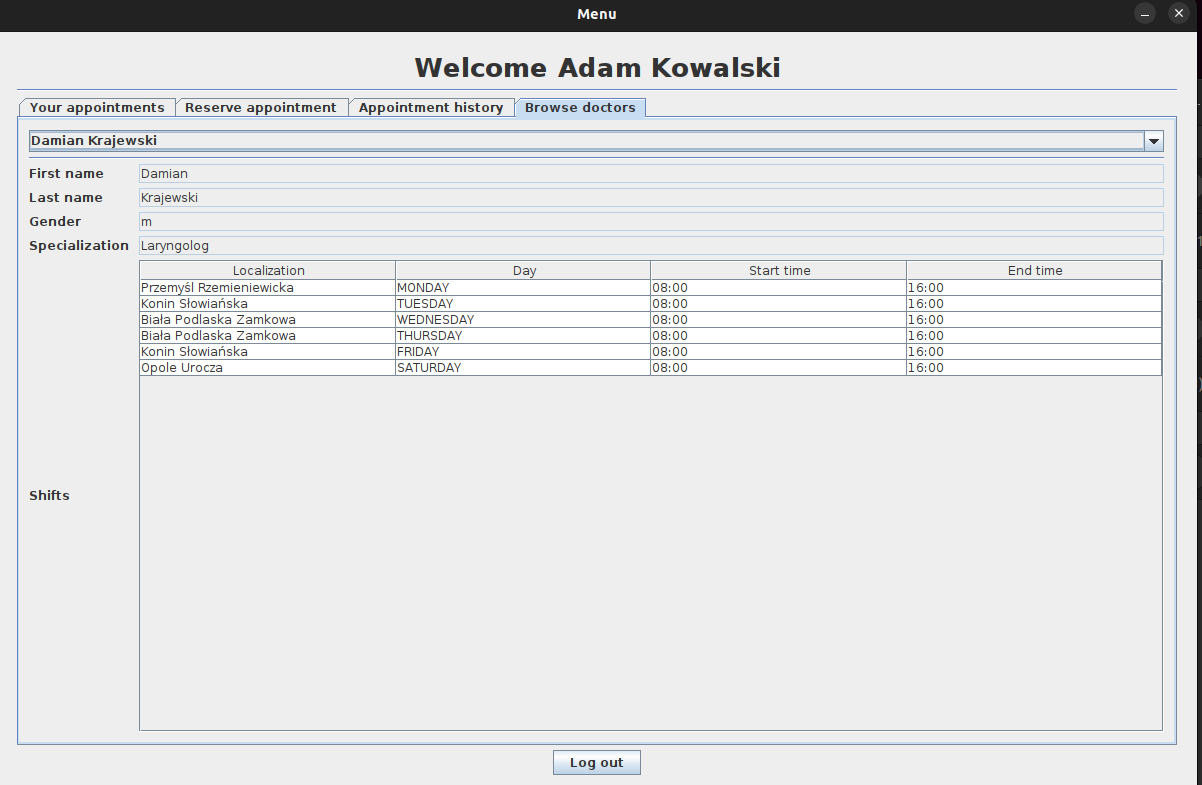 Menu
Welcome Adam Kowalski
Your appointments Reserve appointment Appointment history Browse doctors
Damian Krajewski
First name Damian
Last name Krajewski
Gender m
Specialization Laryngolog
Localization Day Start time End time
Przemyśl Rzemieniewicka MONDAY 08:00 16:00
Konin Słowiańska TUESDAY 08:00 16:00
Biała Podlaska Zamkowa WEDNESDAY 08:00 16:00
Biała Podlaska Zamkowa THURSDAY 08:00 16:00
Konin Słowiańska FRIDAY 08:00 16:00
Opole Urocza SATURDAY 08:00 16:00
Shifts
Log out